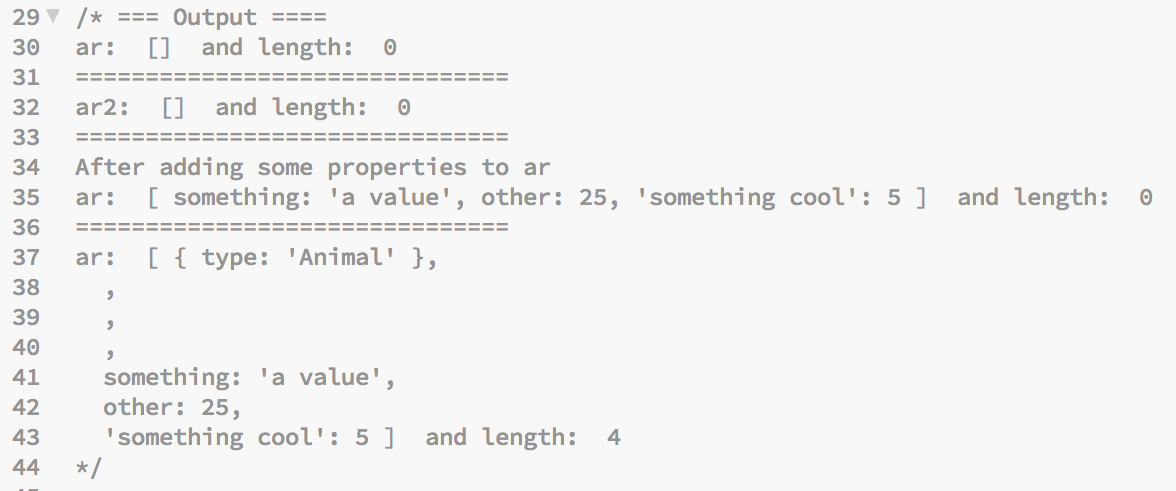 29 /* === Output ====
30 ar:  []  and length:  0
31 ===============================
32 ar2:  []  and length:  0
33 ===============================
34 After adding some properties to ar
35 ar:  [ something: 'a value', other: 25, 'something cool': 5 ]  and length:  0
36 ===============================
37 ar:  [ { type: 'Animal' },
38   ,
39   ,
40   ,
41   something: 'a value',
42   other: 25,
43   'something cool': 5 ]  and length:  4
44 */